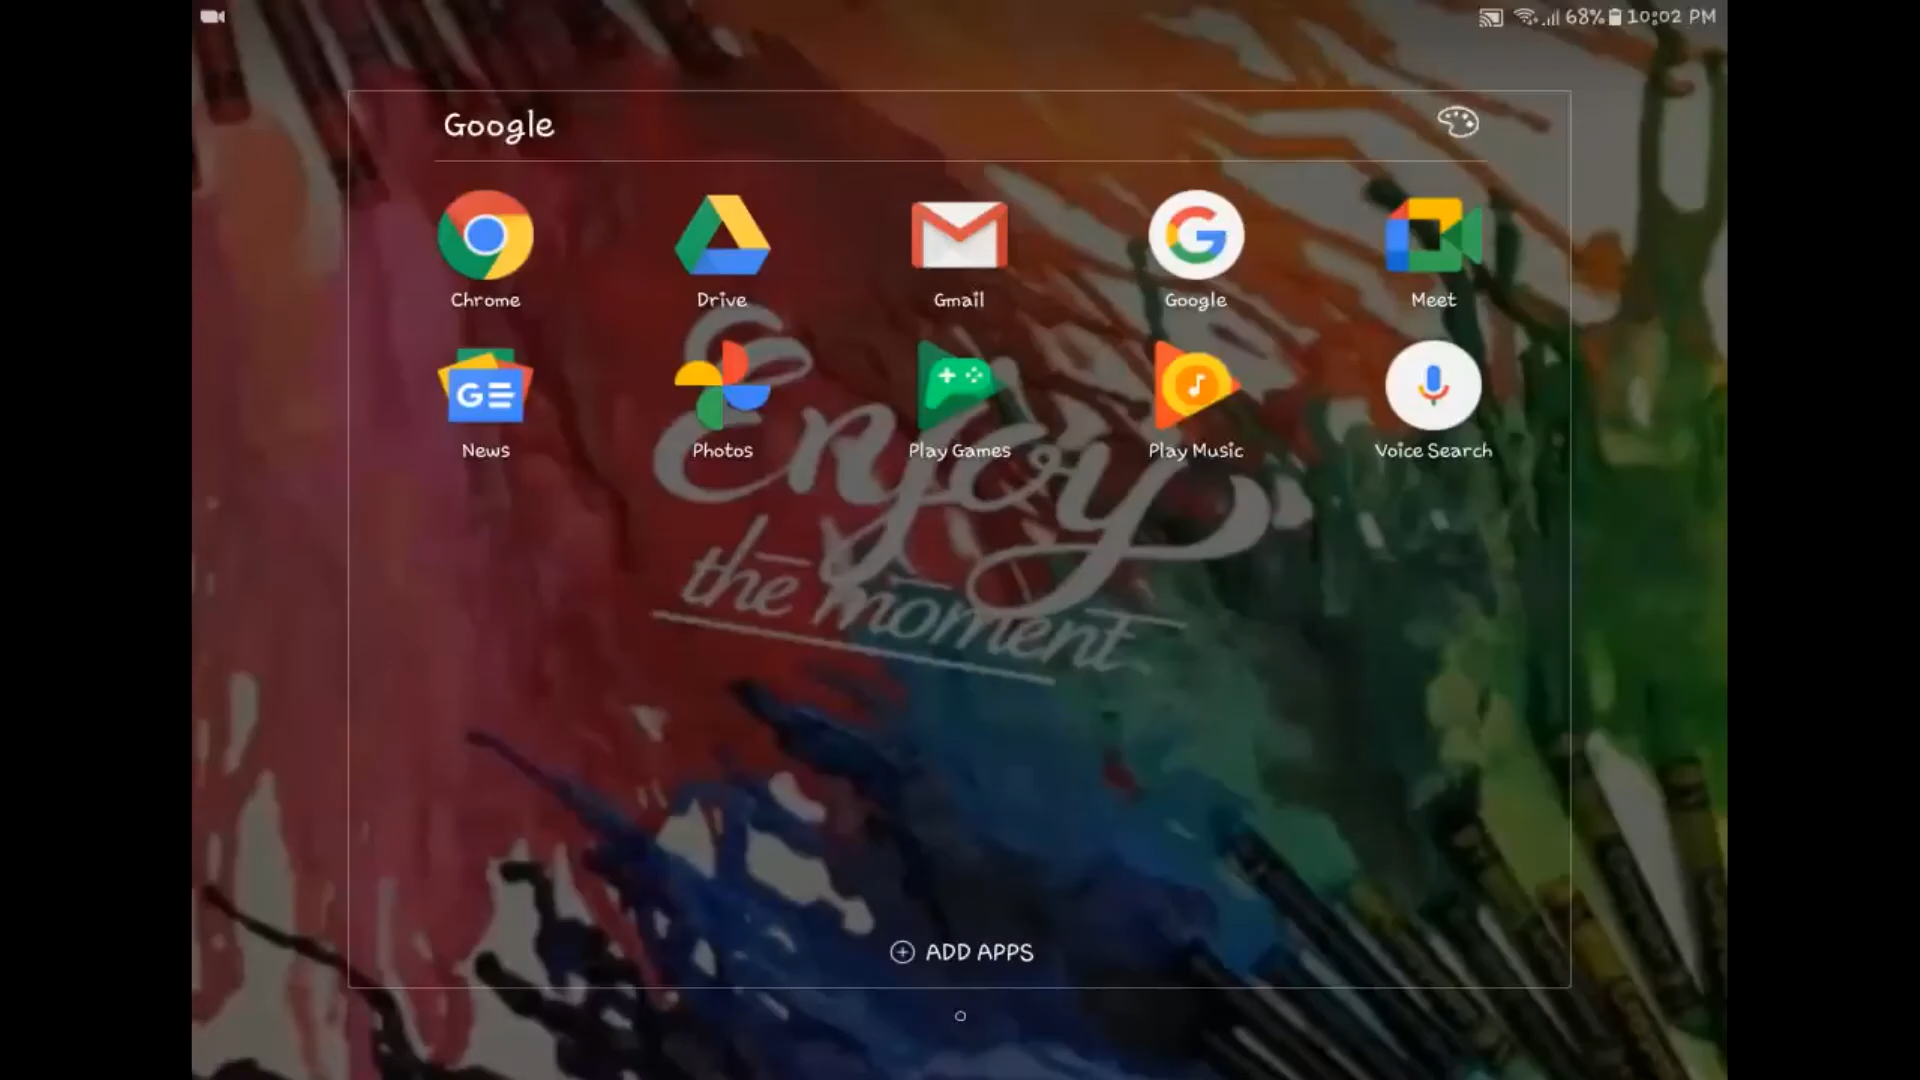 68% 10:02 PM
Google
Chrome Drive Gmail Google Meet
News Photos Play Games Play Music Voice Search
Enjoy
the moment
ADD APPS